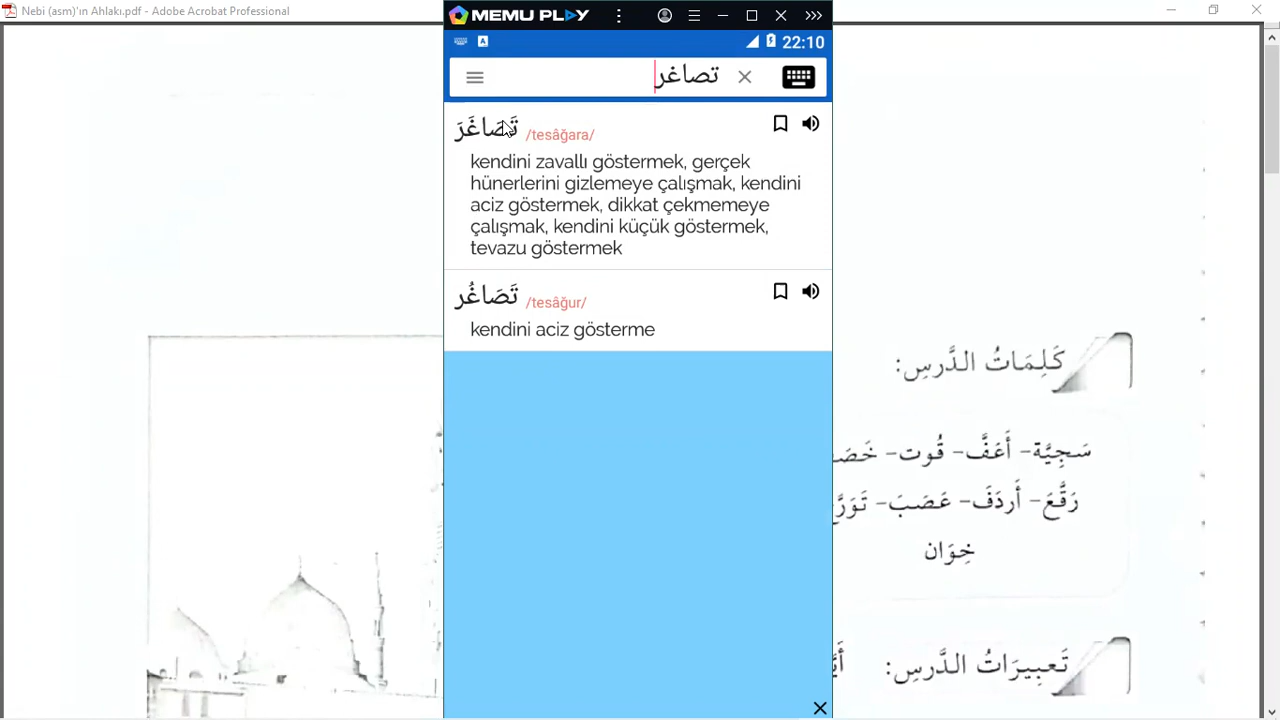 Nebi (asm)'ın Ahlakı.pdf - Adobe Acrobat Professional
MEMU PLAY
A
22:10
تصاغر
تَصَاغَرَ /tesâğara/
kendini zavallı göstermek, gerçek
hünerlerini gizlemeye çalışmak, kendini
aciz göstermek, dikkat çekmemeye
çalışmak, kendini küçük göstermek,
tevazu göstermek
تَصَاغُر /tesâğur/
kendini aciz gösterme
كَلِمَاتُ الدَّرسِ:
سَجِيَّة- أَعَفَّ- قُوت-
رَقَّعَ- أَردَفَ- عَصَبَ-
خِوَان
تَعبِيرَاتُ الدَّرسِ: